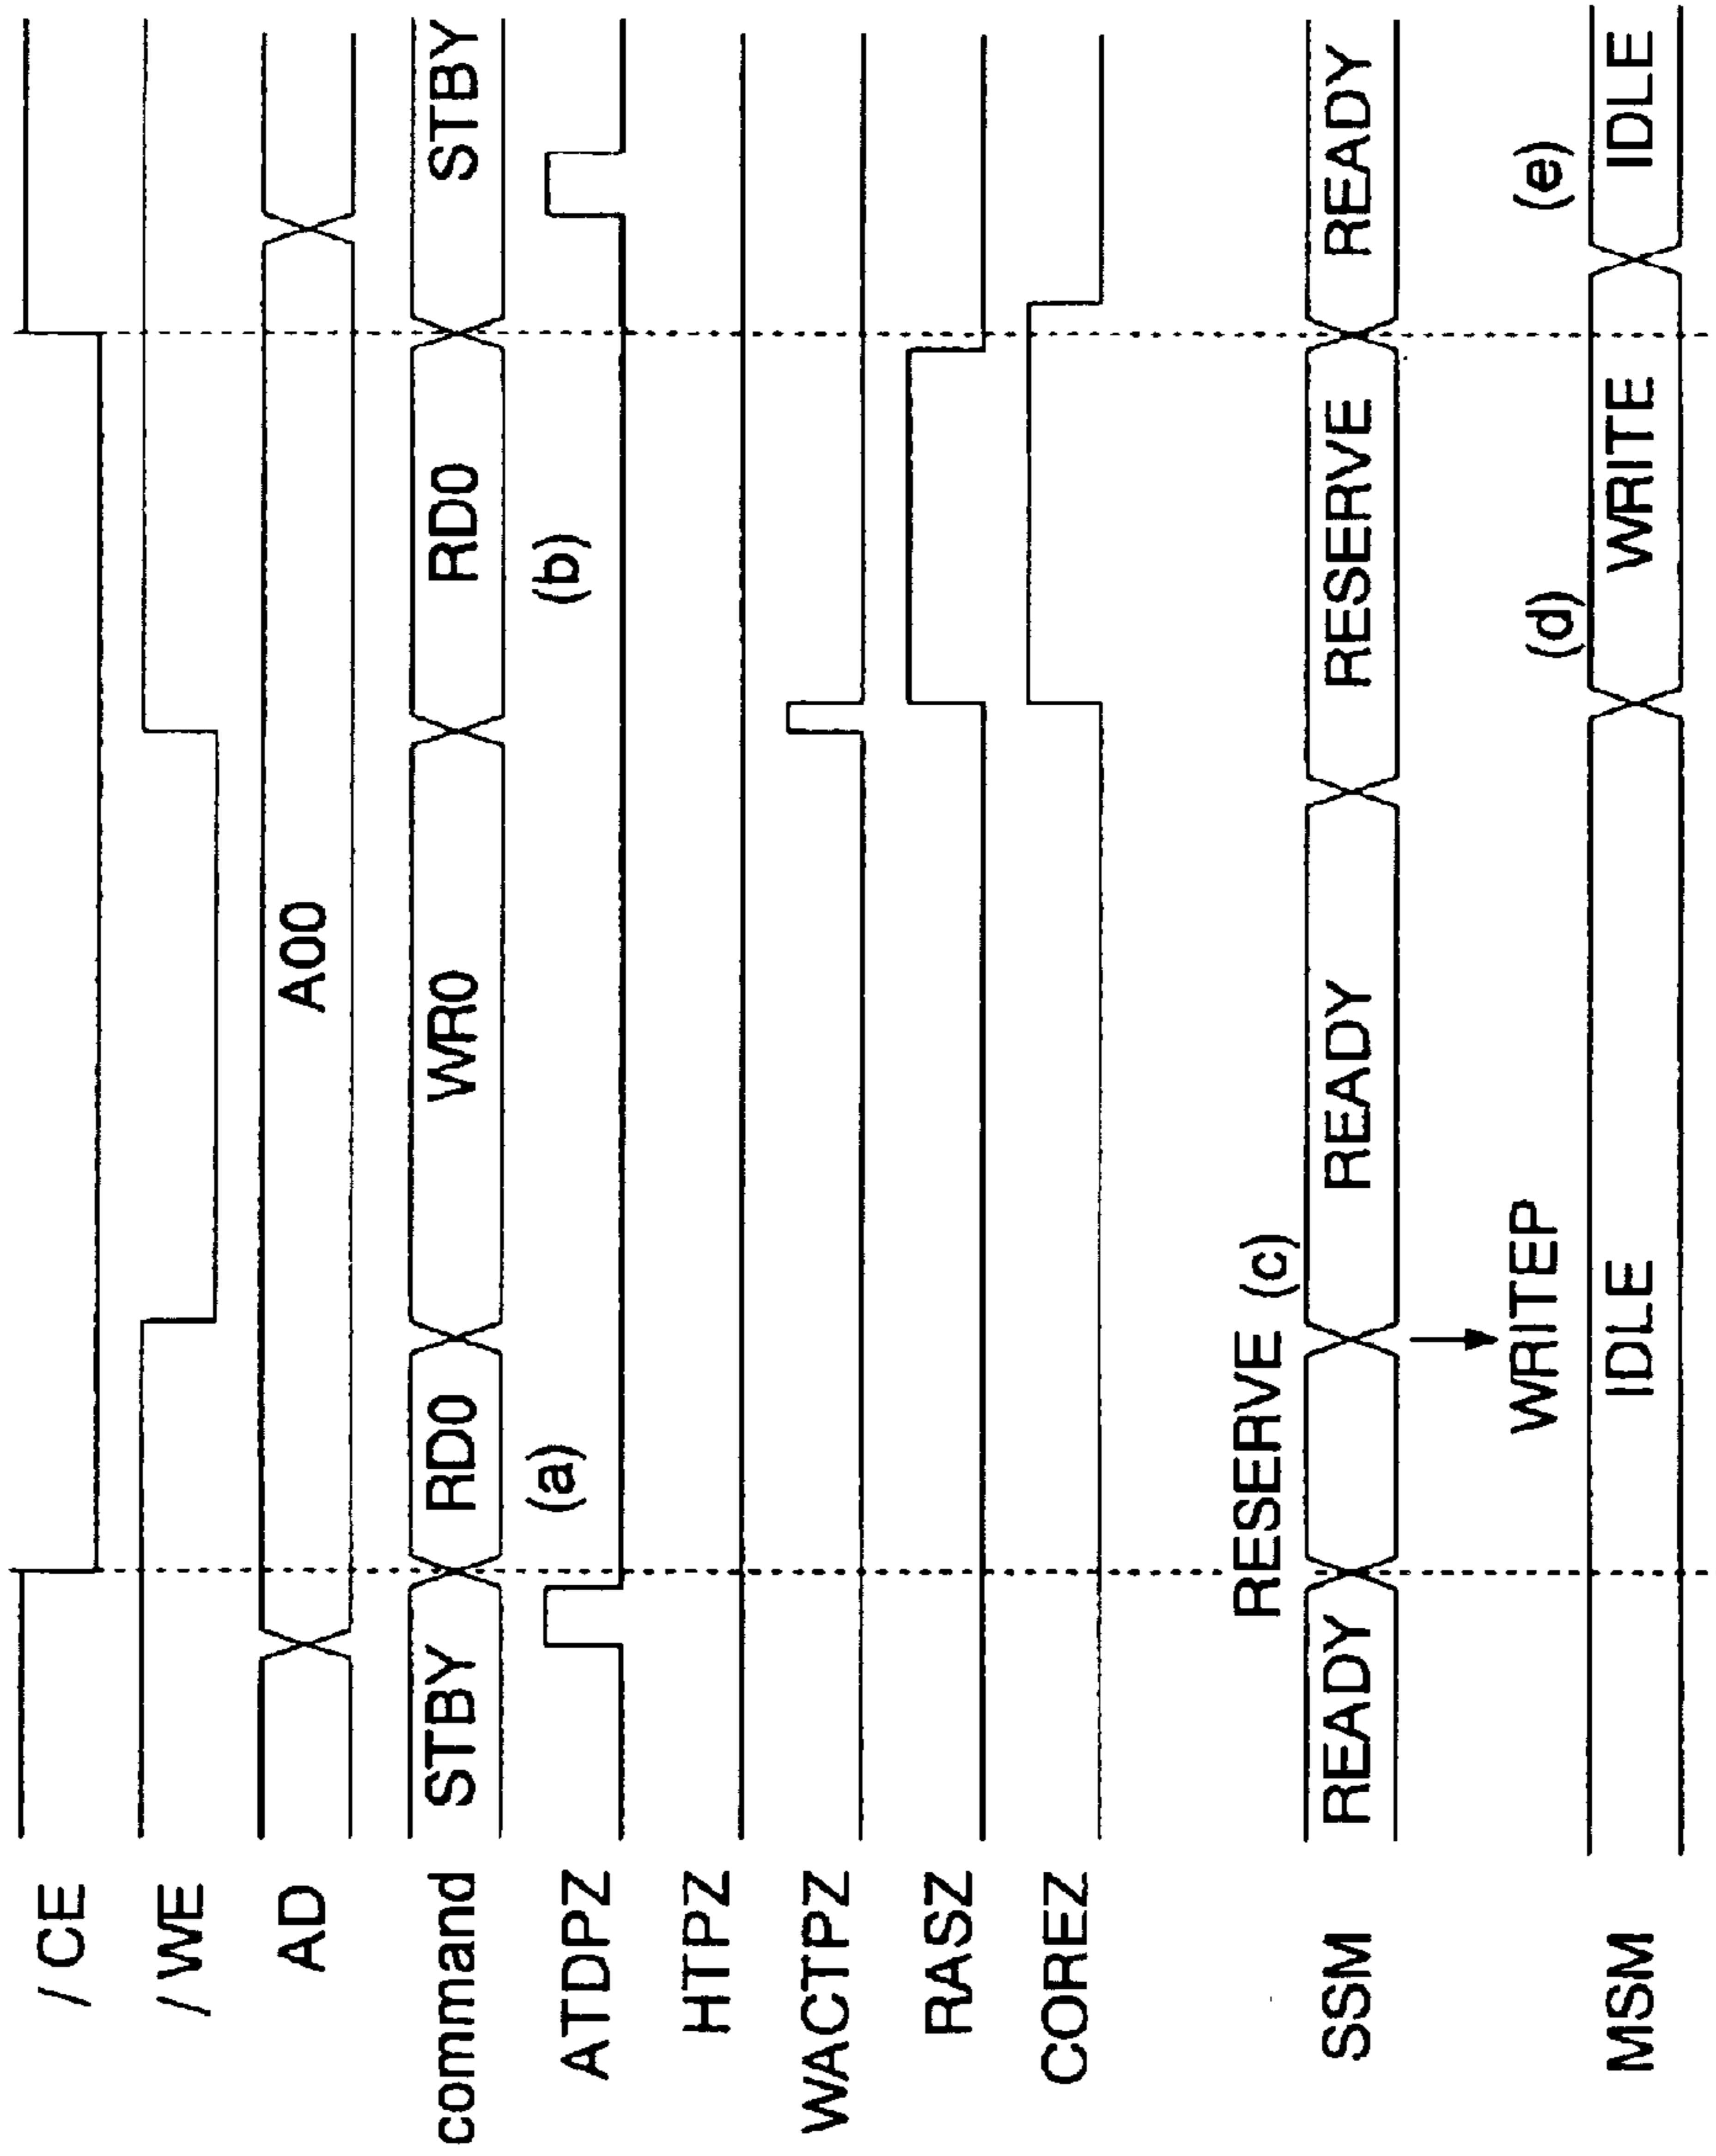 / CE
/ WE
AD A00
command STBY RD0 WR0 RD0 STBY
ATDPZ (a) (b)
HTPZ
WACTPZ
RASZ
COREZ
RESERVE (c)
SSM READY READY RESERVE READY
WRITEP (d) (e)
MSM IDLE WRITE IDLE